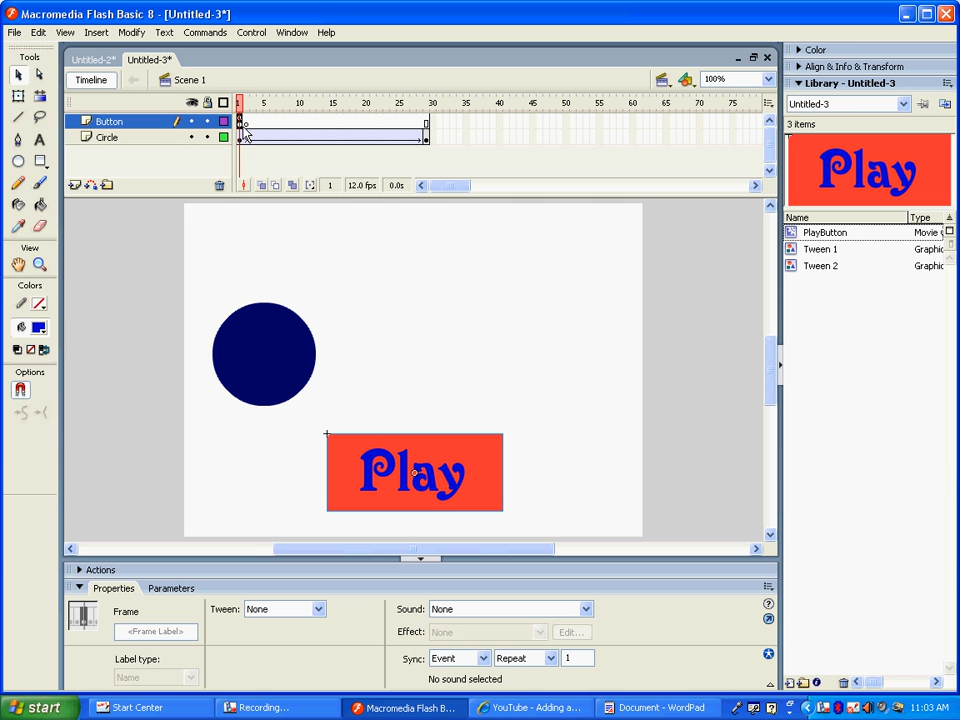 Macromedia Flash Basic 8 - [Untitled-3*]
File Edit View Insert Modify Text Commands Control Window Help
Tools
View
Colors
Options
Untitled-2* Untitled-3*
Timeline Scene 1 100%
1 5 10 15 20 25 30 35 40 45 50 55 60 65 70 75
Button
Circle
1 12.0 fps 0.0s
Play
Actions
Properties Parameters
Frame
<Frame Label>
Label type:
Name
Tween: None
Sound: None
Effect: None Edit...
Sync: Event Repeat 1
No sound selected
Color
Align & Info & Transform
Library - Untitled-3
Untitled-3
3 items
Play
Name Type
PlayButton Movie
Tween 1 Graphic
Tween 2 Graphic
start Start Center Recording... Macromedia Flash B... YouTube - Adding a... Document - WordPad 11:03 AM